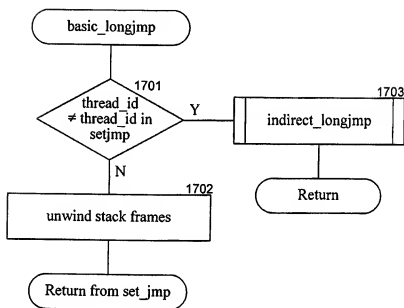 basic_longjmp
1701
thread_id
≠ thread_id in
setjmp
Y
N
1703
indirect_longjmp
Return
1702
unwind stack frames
Return from set_jmp